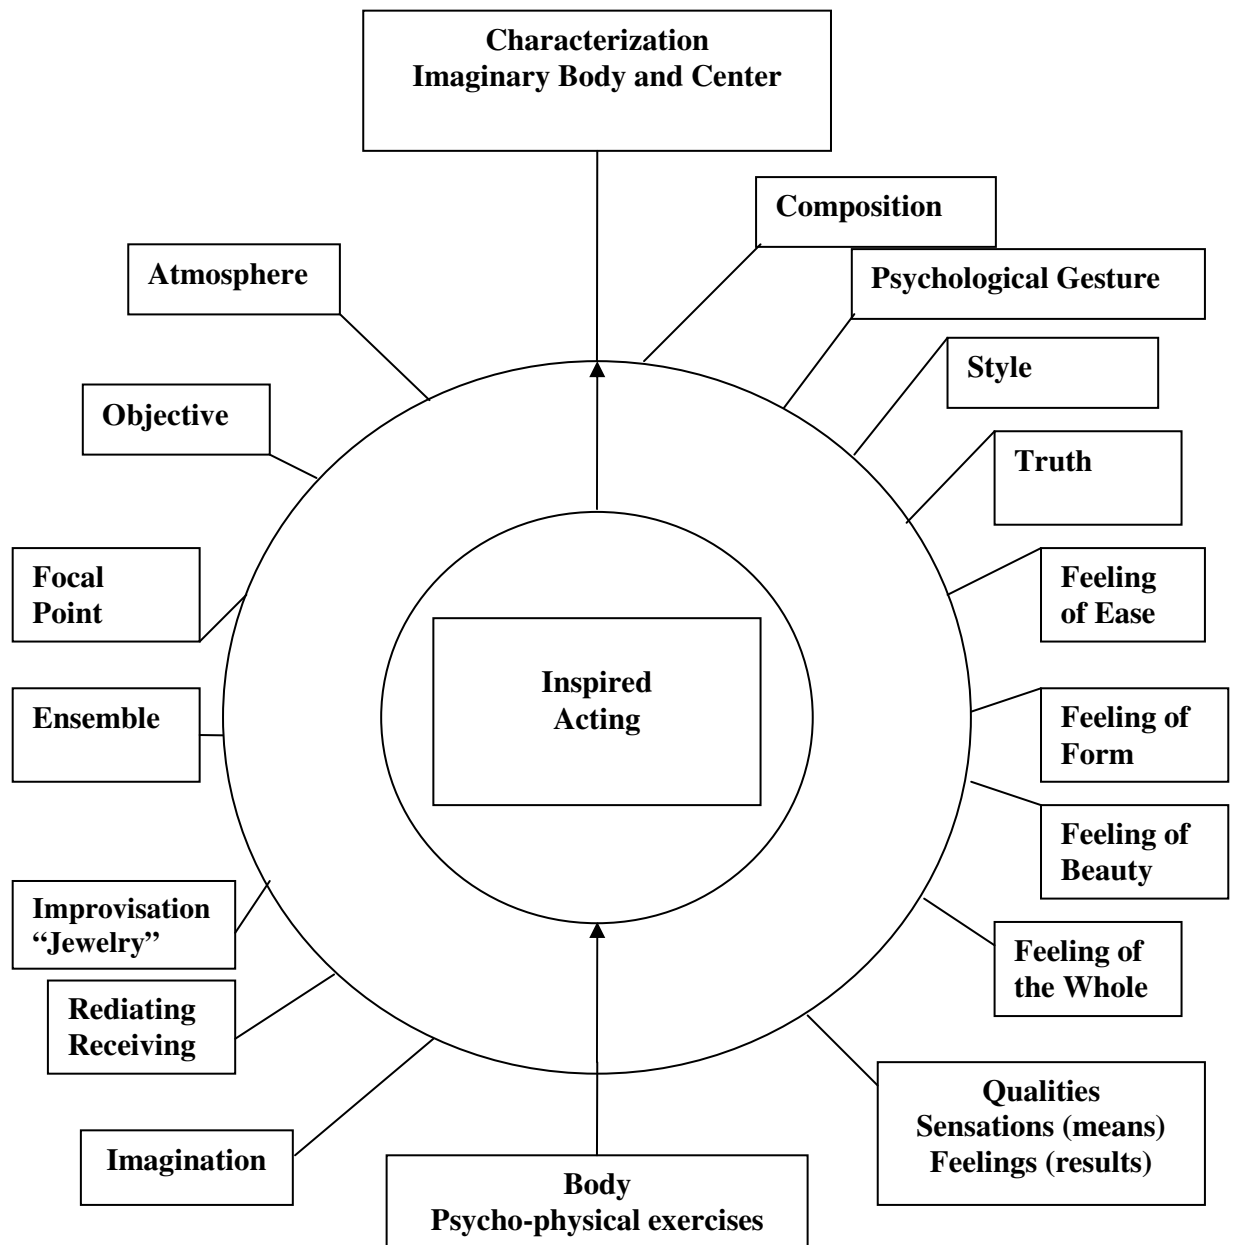 Characterization
Imaginary Body and Center
Composition
Psychological Gesture
Atmosphere
Style
Objective
Truth
Focal
Point
Feeling
of Ease
Inspired
Acting
Ensemble
Feeling of
Form
Feeling of
Beauty
Improvisation
“Jewelry”
Feeling of
the Whole
Rediating
Receiving
Qualities
Sensations (means)
Feelings (results)
Imagination
Body
Psycho-physical exercises